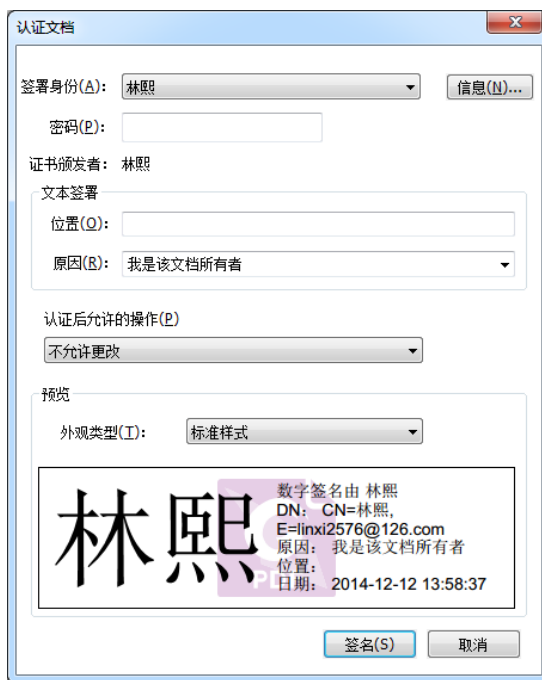 认证文档
签署身份(A): 林熙 信息(N)...
密码(P):
证书颁发者: 林熙
文本签署
位置(O):
原因(R): 我是该文档所有者
认证后允许的操作(P)
不允许更改
预览
外观类型(T): 标准样式
林熙
数字签名由 林熙
DN: CN=林熙,
E=linxi2576@126.com
原因: 我是该文档所有者
位置:
日期: 2014-12-12 13:58:37
PDF
签名(S) 取消